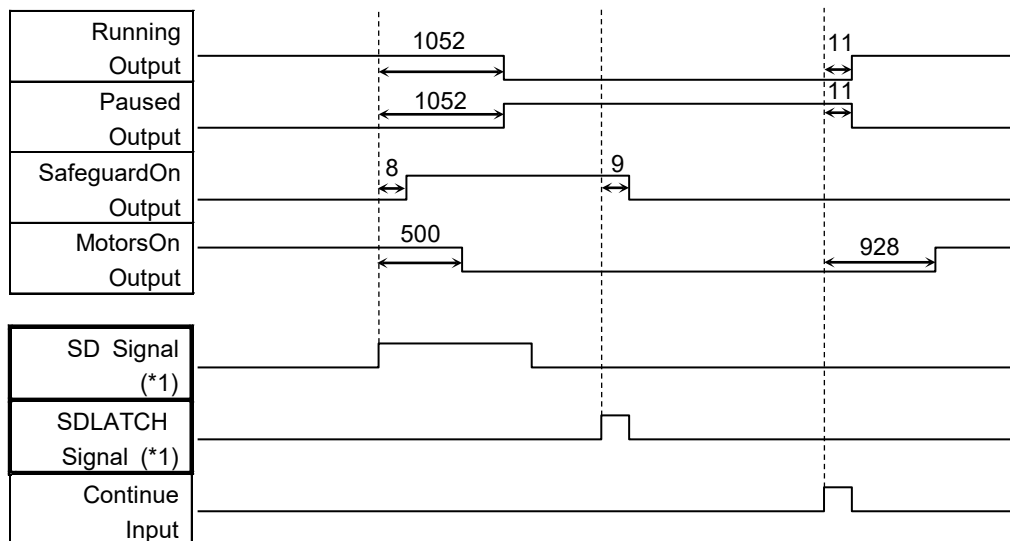 Running
Output
1052
11
Paused
Output
1052
11
SafeguardOn
Output
8
9
MotorsOn
Output
500
928
SD Signal
(*1)
SDLATCH
Signal (*1)
Continue
Input